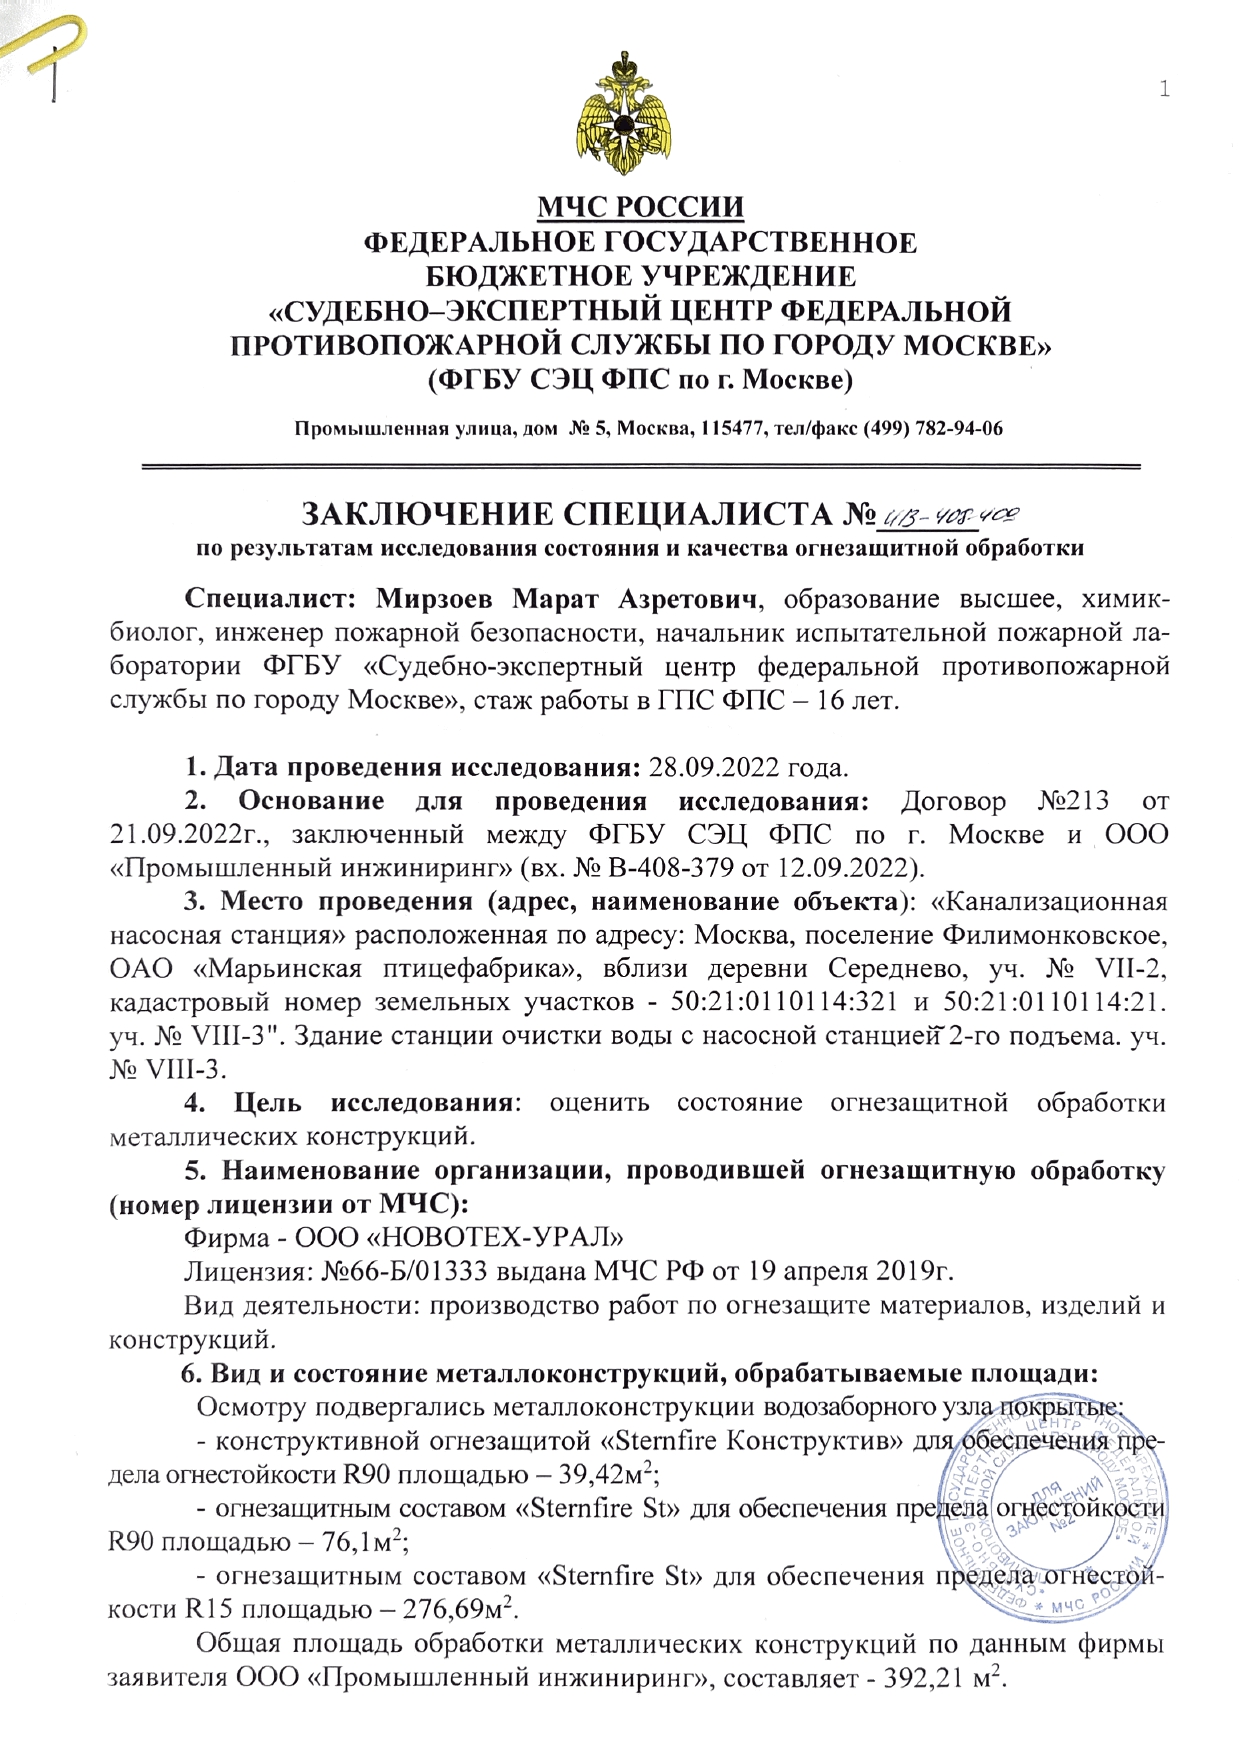 1
МЧС РОССИИ
ФЕДЕРАЛЬНОЕ ГОСУДАРСТВЕННОЕ
БЮДЖЕТНОЕ УЧРЕЖДЕНИЕ
«СУДЕБНО–ЭКСПЕРТНЫЙ ЦЕНТР ФЕДЕРАЛЬНОЙ
ПРОТИВОПОЖАРНОЙ СЛУЖБЫ ПО ГОРОДУ МОСКВЕ»
(ФГБУ СЭЦ ФПС по г. Москве)
Промышленная улица, дом № 5, Москва, 115477, тел/факс (499) 782-94-06
ЗАКЛЮЧЕНИЕ СПЕЦИАЛИСТА №
по результатам исследования состояния и качества огнезащитной обработки
Специалист: Мирзоев Марат Азретович, образование высшее, химик-
биолог, инженер пожарной безопасности, начальник испытательной пожарной ла-
боратории ФГБУ «Судебно-экспертный центр федеральной противопожарной
службы по городу Москве», стаж работы в ГПС ФПС – 16 лет.
1. Дата проведения исследования: 28.09.2022 года.
2. Основание для проведения исследования: Договор №213 от
21.09.2022г., заключенный между ФГБУ СЭЦ ФПС по г. Москве и ООО
«Промышленный инжиниринг» (вх. № В-408-379 от 12.09.2022).
3. Место проведения (адрес, наименование объекта): «Канализационная
насосная станция» расположенная по адресу: Москва, поселение Филимонковское,
ОАО «Марьинская птицефабрика», вблизи деревни Середнево, уч. № VII-2,
кадастровый номер земельных участков - 50:21:0110114:321 и 50:21:0110114:21.
уч. № VIII-3". Здание станции очистки воды с насосной станцией 2-го подъема. уч.
№ VIII-3.
4. Цель исследования: оценить состояние огнезащитной обработки
металлических конструкций.
5. Наименование организации, проводившей огнезащитную обработку
(номер лицензии от МЧС):
Фирма - ООО «НОВОТЕХ-УРАЛ»
Лицензия: №66-Б/01333 выдана МЧС РФ от 19 апреля 2019г.
Вид деятельности: производство работ по огнезащите материалов, изделий и
конструкций.
6. Вид и состояние металлоконструкций, обрабатываемые площади:
Осмотру подвергались металлоконструкции водозаборного узла покрытые:
- конструктивной огнезащитой «Sternfire Конструктив» для обеспечения пре-
дела огнестойкости R90 площадью – 39,42м²;
- огнезащитным составом «Sternfire St» для обеспечения предела огнестойкости
R90 площадью – 76,1м²;
- огнезащитным составом «Sternfire St» для обеспечения предела огнестой-
кости R15 площадью – 276,69м².
Общая площадь обработки металлических конструкций по данным фирмы
заявителя ООО «Промышленный инжиниринг», составляет - 392,21 м².
ДЛЯ
ЗАКЛЮЧЕНИЙ
№2
МЧС РОССИИ